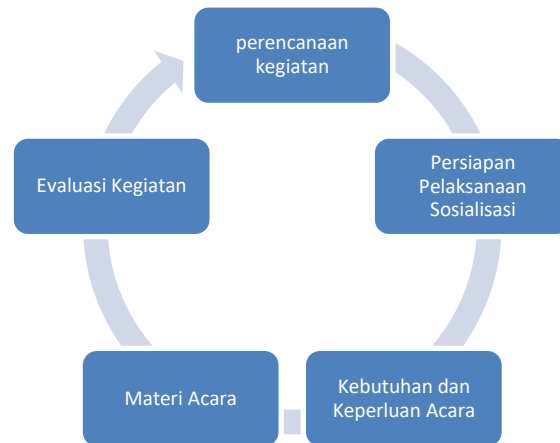 perencanaan
kegiatan
Persiapan
Pelaksanaan
Sosialisasi
Kebutuhan dan
Keperluan Acara
Materi Acara
Evaluasi Kegiatan